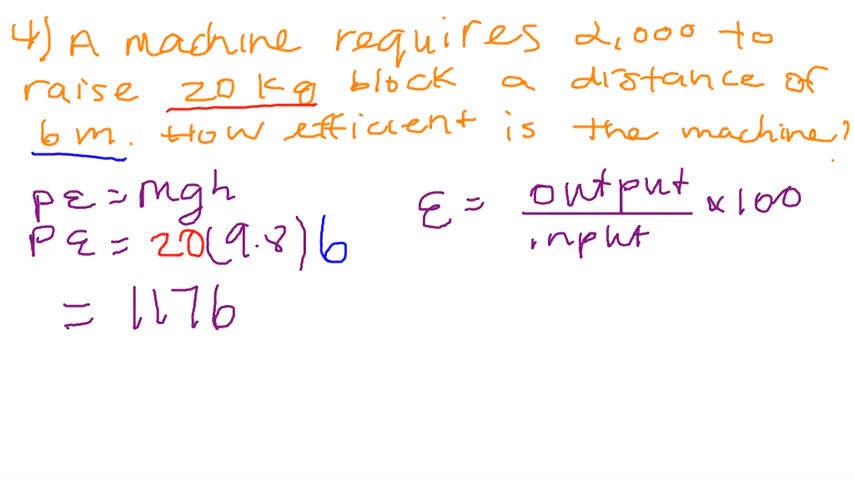 4) A machine requires 2,000 to
raise 20 kg block a distance of
6 m. How efficient is the machine?
PE = mgh
PE = 20(9.8)6
= 1176
E = output/input × 100